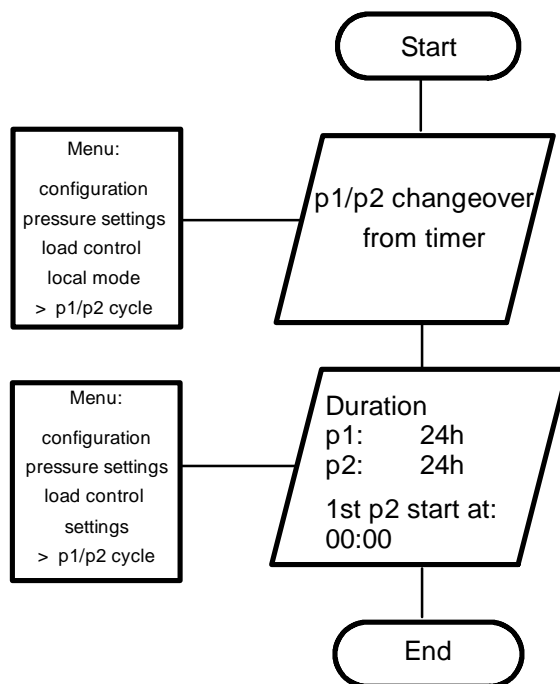 Start
Menu:
configuration
pressure settings
load control
local mode
> p1/p2 cycle
p1/p2 changeover
from timer
Menu:
configuration
pressure settings
load control
settings
> p1/p2 cycle
Duration
p1: 24h
p2: 24h
1st p2 start at:
00:00
End